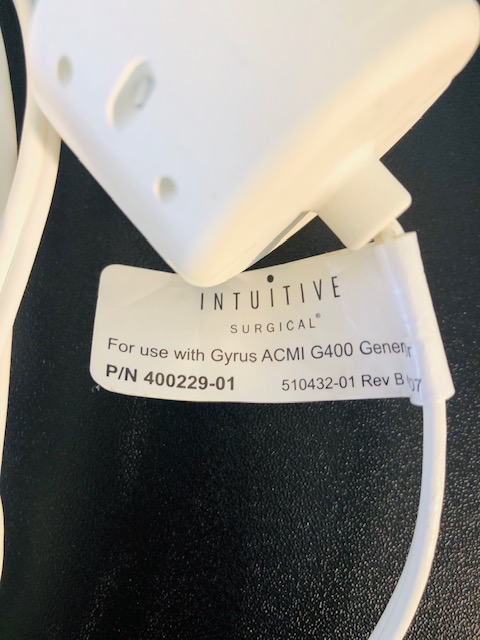 INTUITIVE
SURGICAL®
For use with Gyrus ACMI G400
P/N 400229-01 510432-01 Rev B